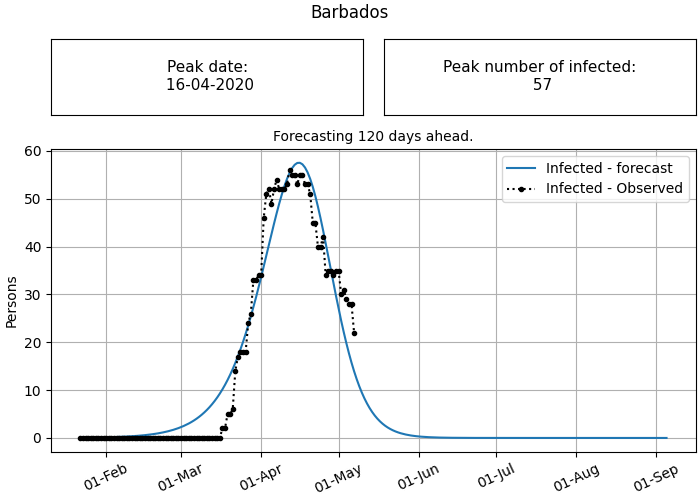 Barbados
Peak date:
16-04-2020
Peak number of infected:
57
Forecasting 120 days ahead.
60
50
40
30
20
10
0
Persons
Infected - forecast
Infected - Observed
01-Feb
01-Mar
01-Apr
01-May
01-Jun
01-Jul
01-Aug
01-Sep